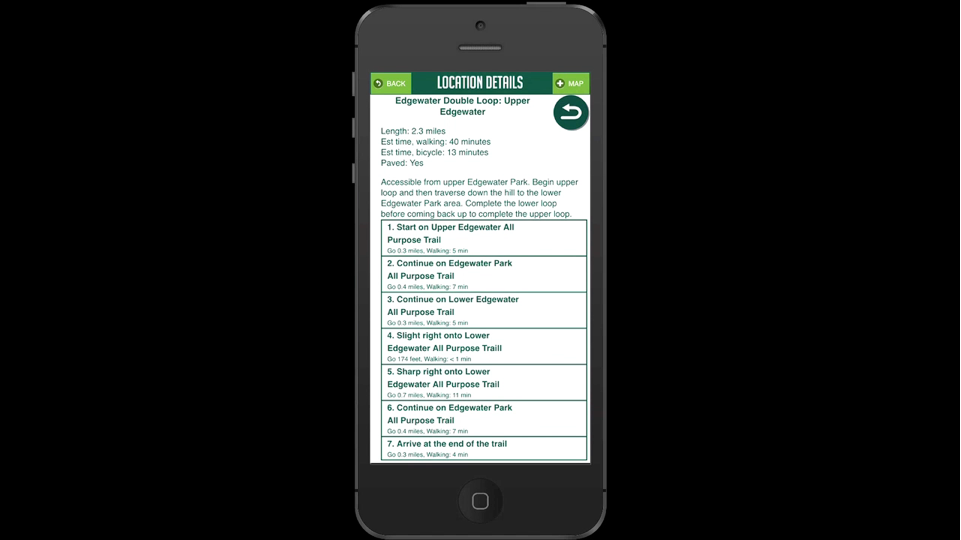 BACK
LOCATION DETAILS
MAP
Edgewater Double Loop: Upper
Edgewater
Length: 2.3 miles
Est time, walking: 40 minutes
Est time, bicycle: 13 minutes
Paved: Yes
Accessible from upper Edgewater Park. Begin upper
loop and then traverse down the hill to the lower
Edgewater Park area. Complete the lower loop
before coming back up to complete the upper loop.
1. Start on Upper Edgewater All
Purpose Trail
Go 0.3 miles, Walking: 5 min
2. Continue on Edgewater Park
All Purpose Trail
Go 0.4 miles, Walking: 7 min
3. Continue on Lower Edgewater
All Purpose Trail
Go 0.3 miles, Walking: 5 min
4. Slight right onto Lower
Edgewater All Purpose Traill
Go 174 feet, Walking: < 1 min
5. Sharp right onto Lower
Edgewater All Purpose Trail
Go 0.7 miles, Walking: 11 min
6. Continue on Edgewater Park
All Purpose Trail
Go 0.4 miles, Walking: 7 min
7. Arrive at the end of the trail
Go 0.3 miles, Walking: 4 min